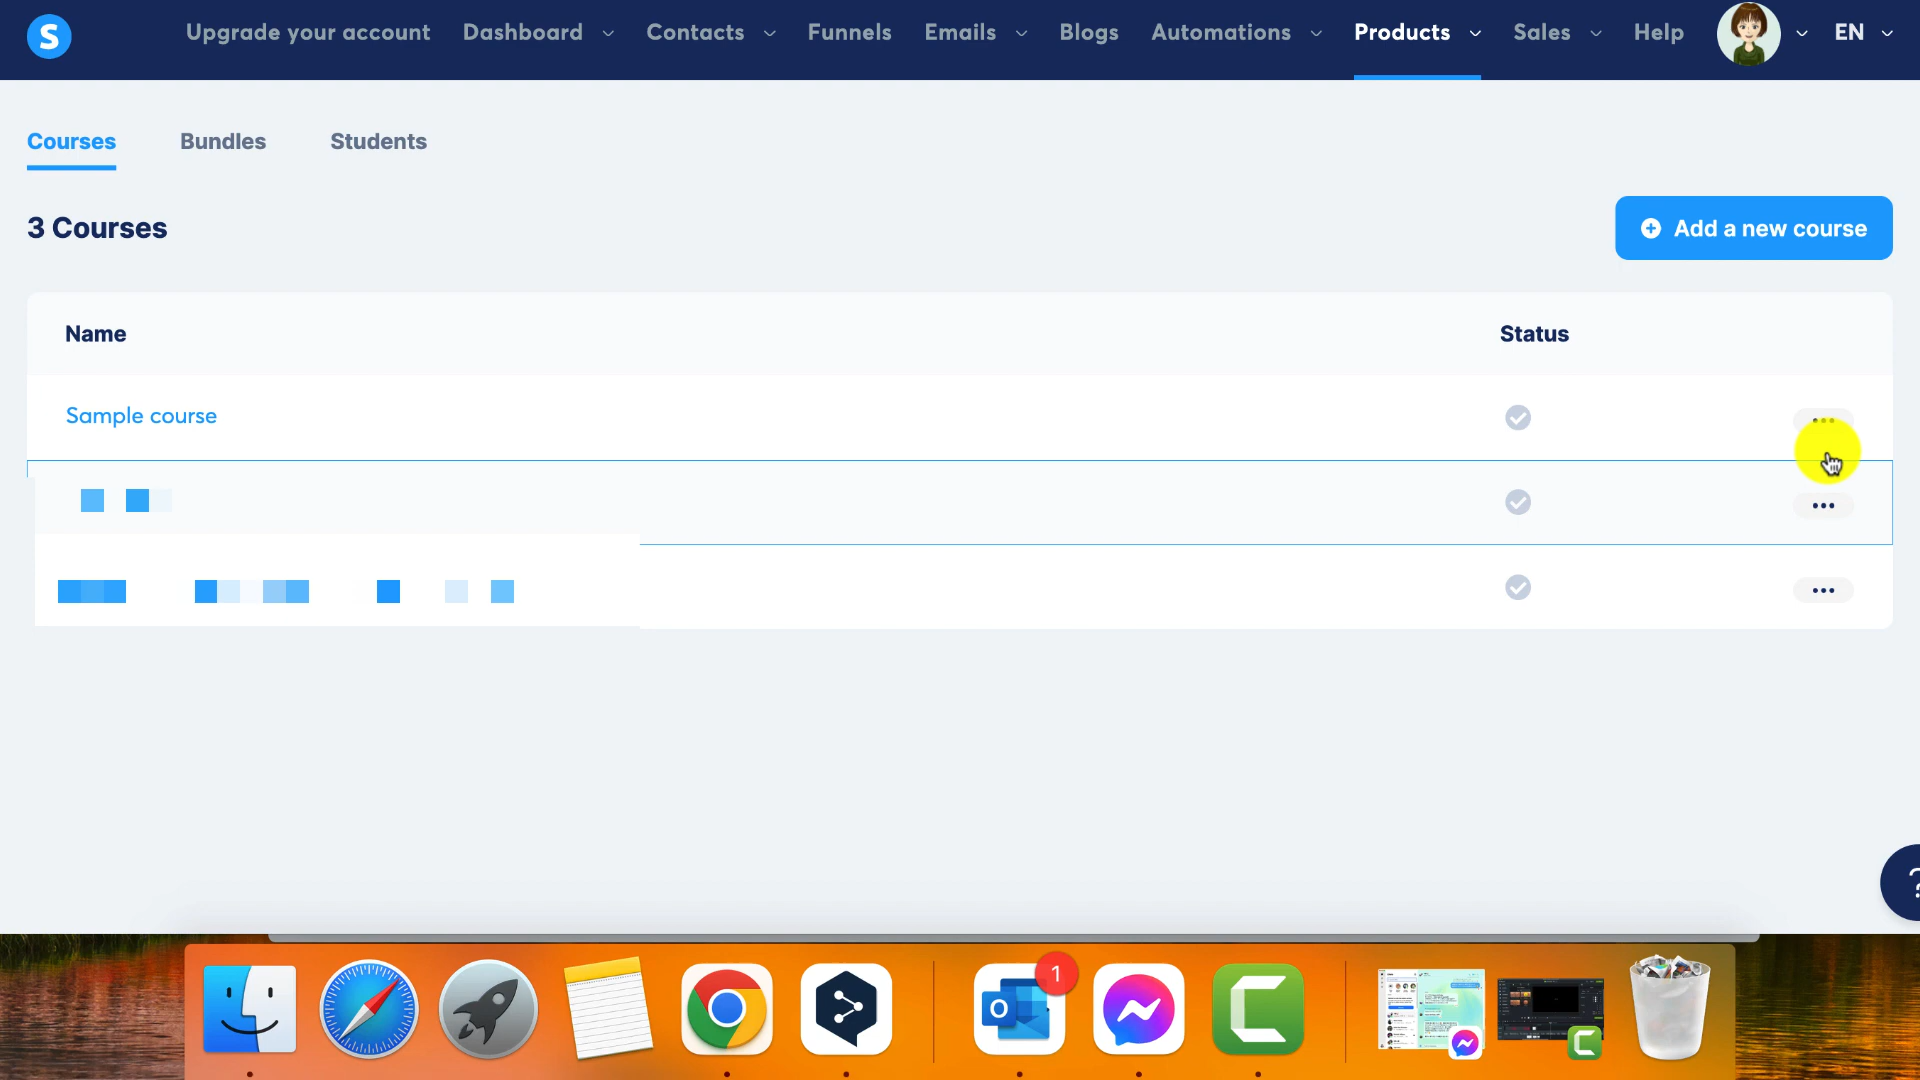 S Upgrade your account Dashboard Contacts Funnels Emails Blogs Automations Products Sales Help EN
Courses Bundles Students
3 Courses
Add a new course
Name Status
Sample course
?
1